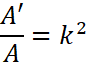 A′/A = k²